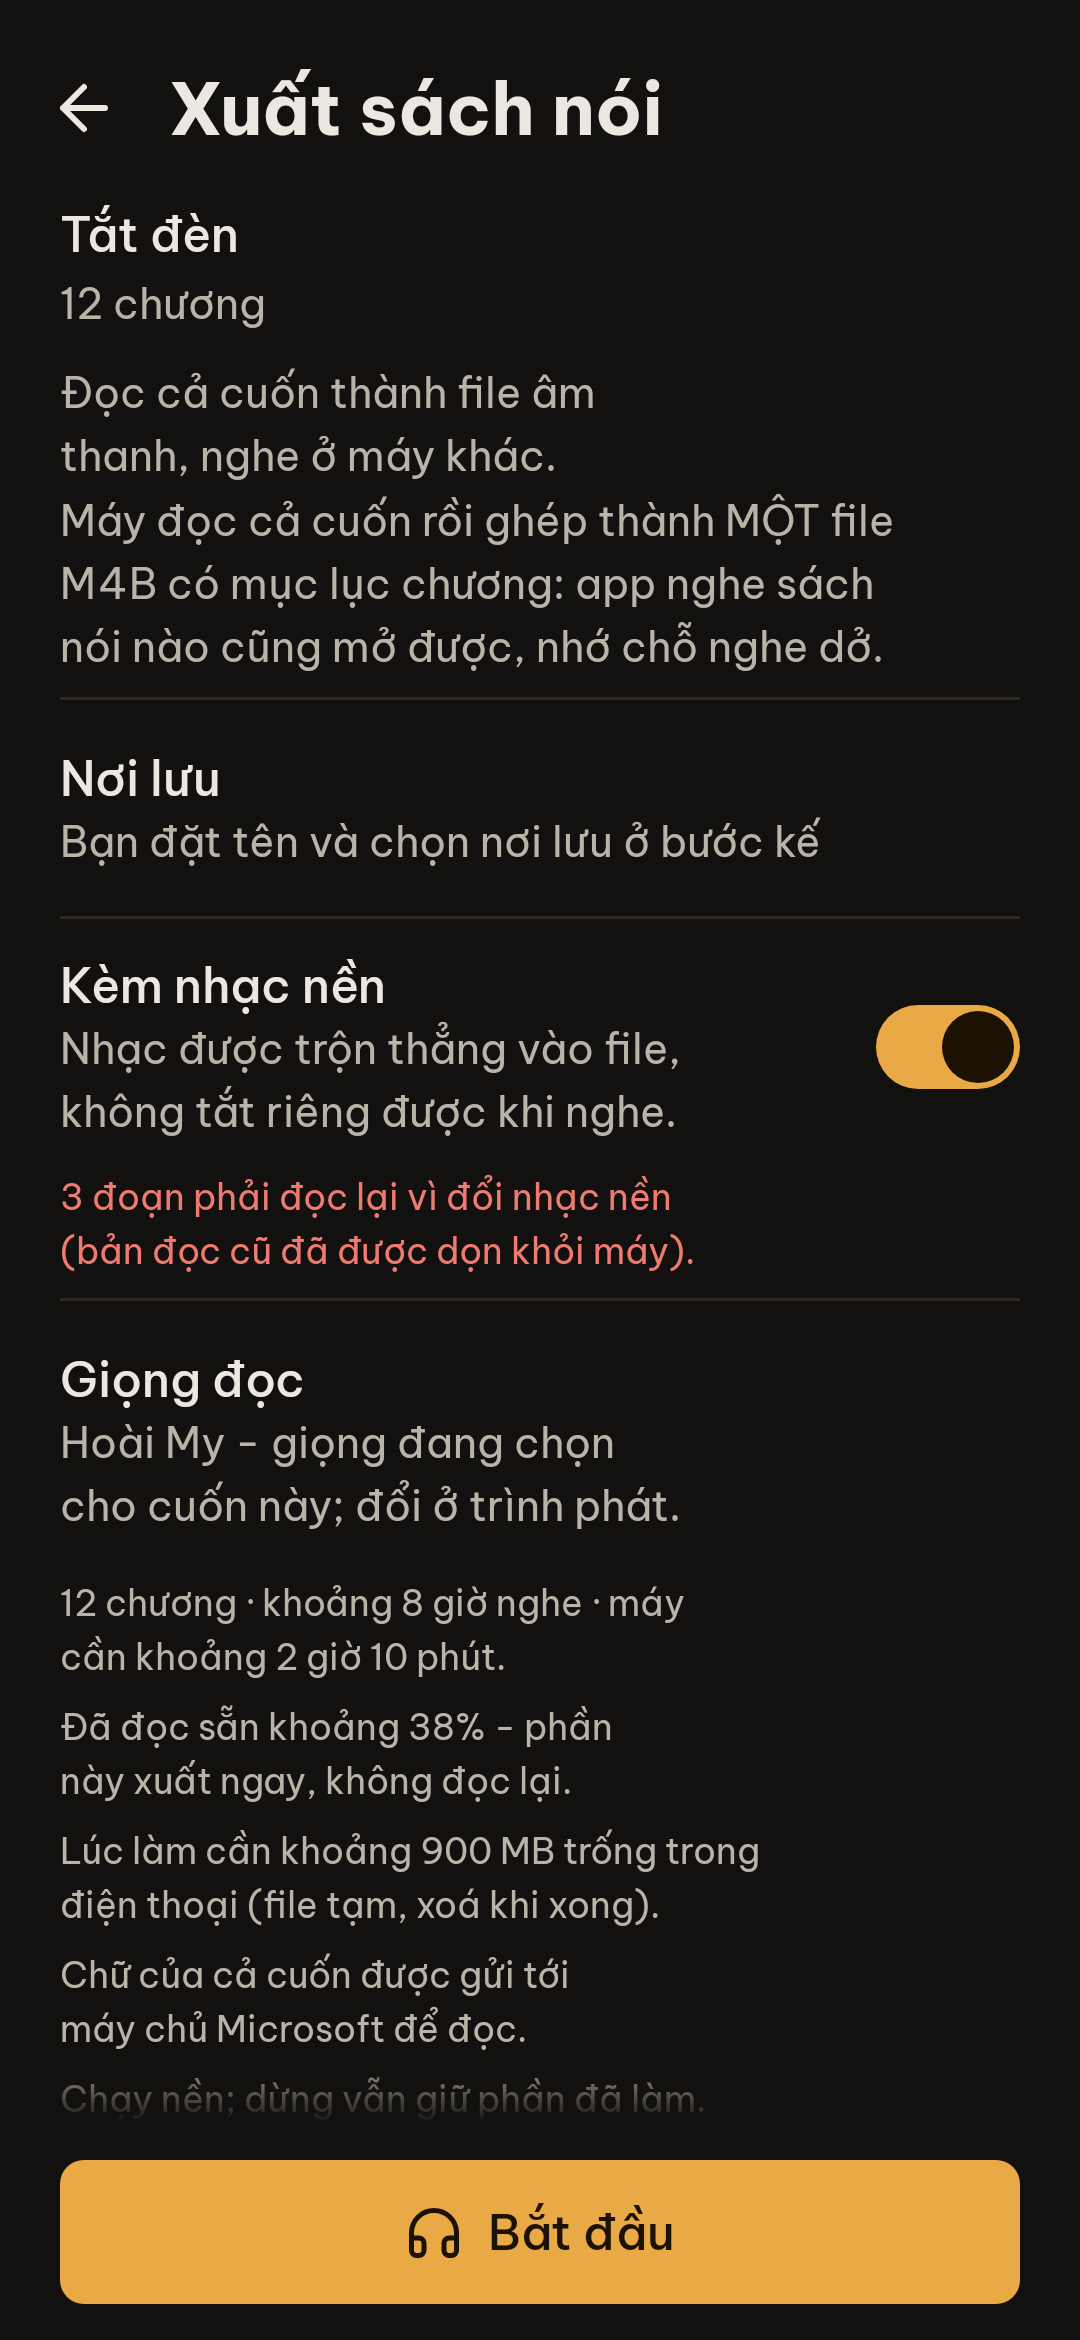 Xuất sách nói
Tắt đèn
12 chương
Đọc cả cuốn thành file âm
thanh, nghe ở máy khác.
Máy đọc cả cuốn rồi ghép thành MỘT file
M4B có mục lục chương: app nghe sách
nói nào cũng mở được, nhớ chỗ nghe dở.
Nơi lưu
Bạn đặt tên và chọn nơi lưu ở bước kế
Kèm nhạc nền
Nhạc được trộn thẳng vào file,
không tắt riêng được khi nghe.
3 đoạn phải đọc lại vì đổi nhạc nền
(bản đọc cũ đã được dọn khỏi máy).
Giọng đọc
Hoài My - giọng đang chọn
cho cuốn này; đổi ở trình phát.
12 chương · khoảng 8 giờ nghe · máy
cần khoảng 2 giờ 10 phút.
Đã đọc sẵn khoảng 38% - phần
này xuất ngay, không đọc lại.
Lúc làm cần khoảng 900 MB trống trong
điện thoại (file tạm, xoá khi xong).
Chữ của cả cuốn được gửi tới
máy chủ Microsoft để đọc.
Chạy nền; dừng vẫn giữ phần đã làm.
Bắt đầu